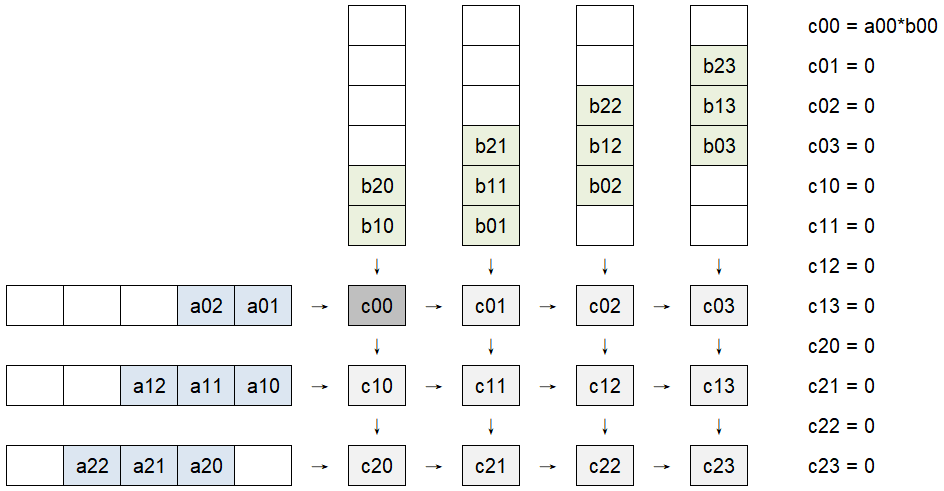 c00 = a00*b00
b23 c01 = 0
b22 b13 c02 = 0
b21 b12 b03 c03 = 0
b20 b11 b02 c10 = 0
b10 b01 c11 = 0
c12 = 0
a02 a01 → c00 → c01 → c02 → c03 c13 = 0
c20 = 0
a12 a11 a10 → c10 → c11 → c12 → c13 c21 = 0
c22 = 0
a22 a21 a20 → c20 → c21 → c22 → c23 c23 = 0